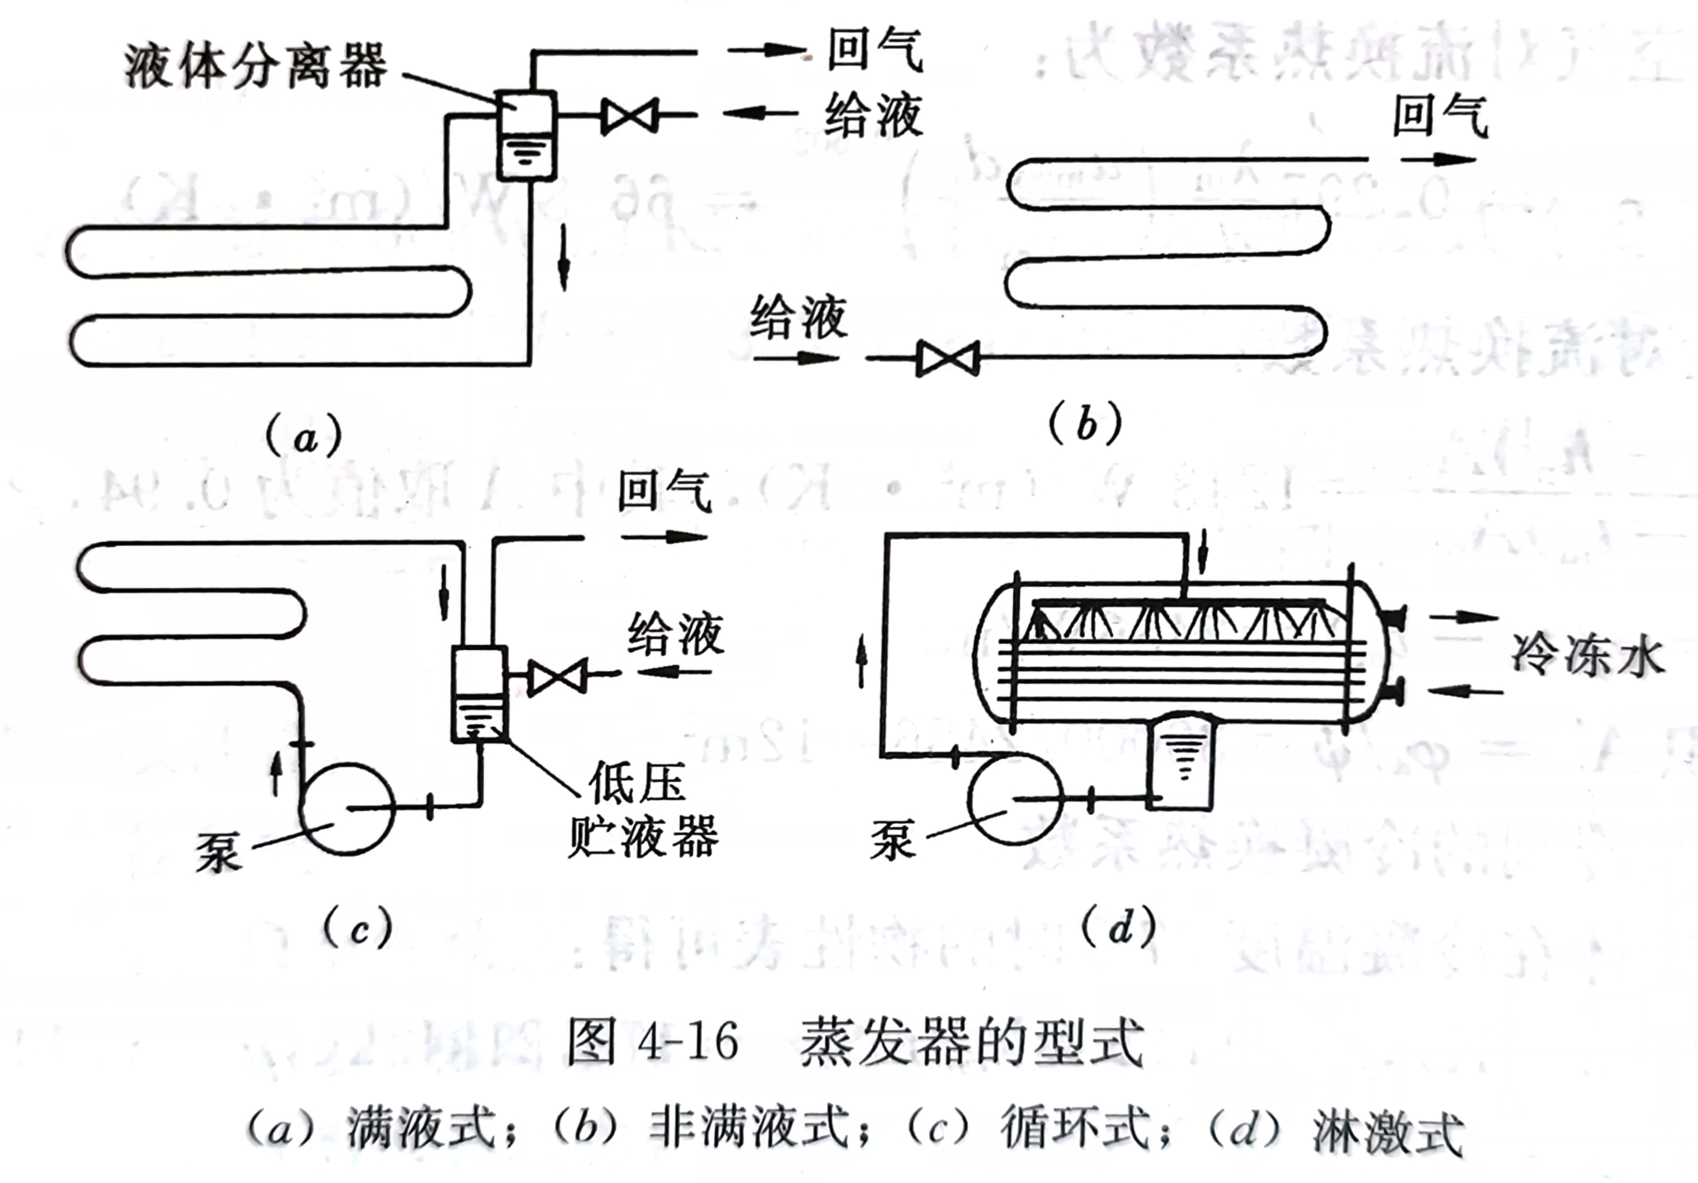 液体分离器
回气
给液
(a)
回气
给液
(b)
回气
给液
低压
贮液器
泵
(c)
冷冻水
泵
(d)
图4-16 蒸发器的型式
(a)满液式；(b)非满液式；(c)循环式；(d)淋激式